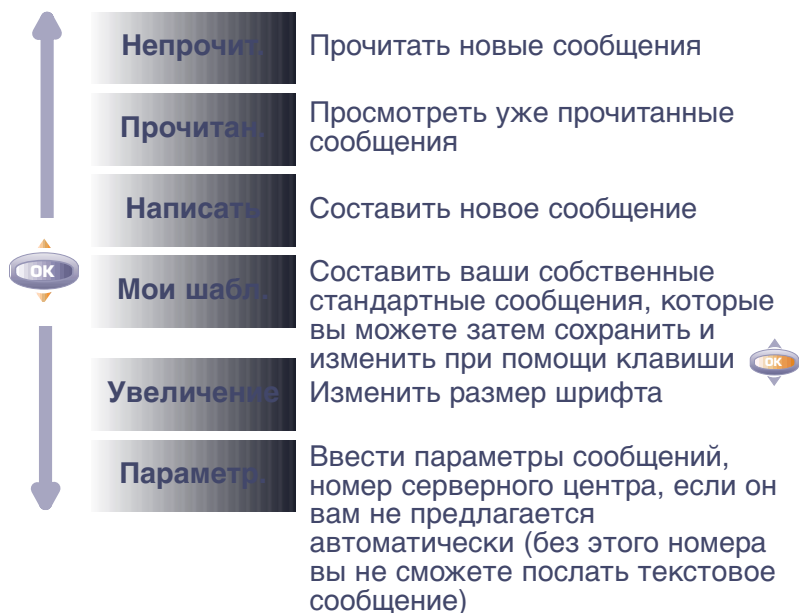 Непрочит. Прочитать новые сообщения
Прочитан. Просмотреть уже прочитанные
сообщения
Написать Составить новое сообщение
OK
Мои шабл. Составить ваши собственные
стандартные сообщения, которые
вы можете затем сохранить и
изменить при помощи клавиши OK
Увеличение Изменить размер шрифта
Параметр. Ввести параметры сообщений,
номер серверного центра, если он
вам не предлагается
автоматически (без этого номера
вы не сможете послать текстовое
сообщение)